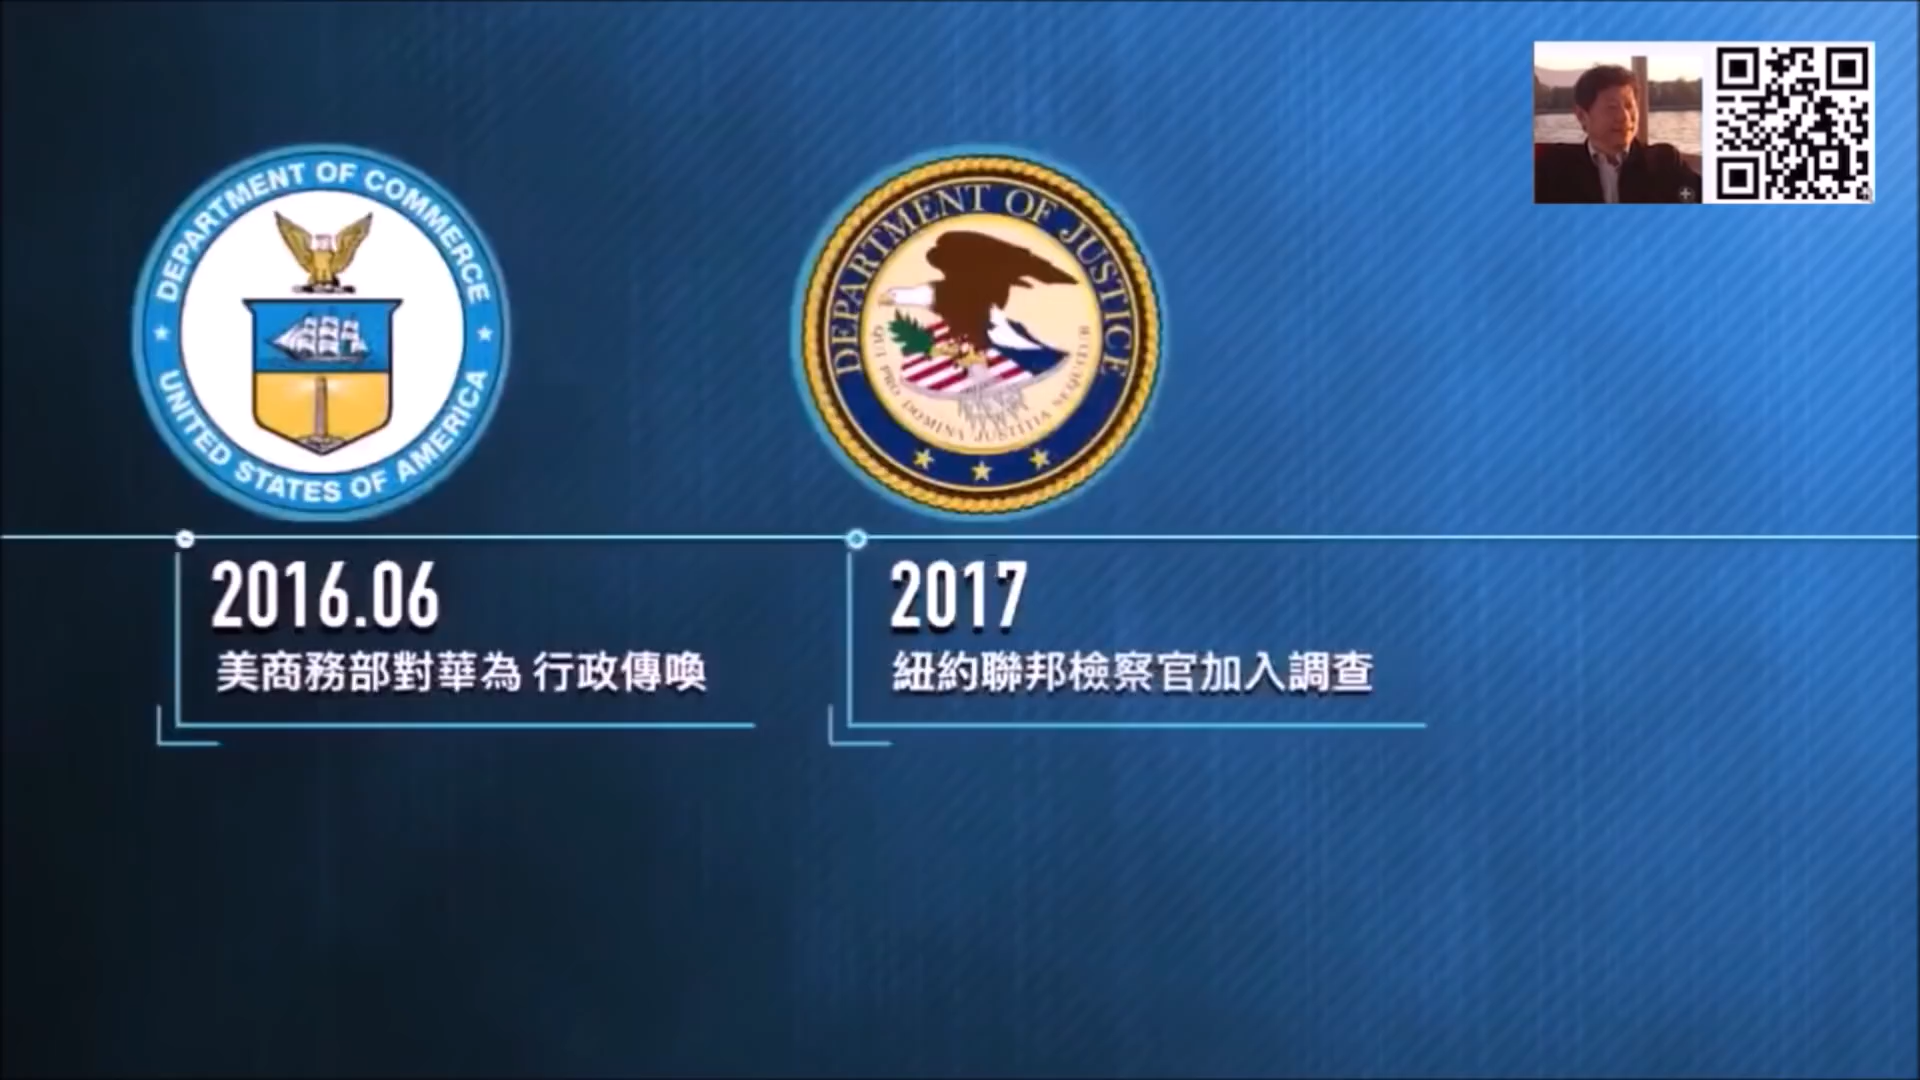 DEPARTMENT OF COMMERCE
UNITED STATES OF AMERICA
DEPARTMENT OF JUSTICE
QUI PRO DOMINA JUSTITIA SEQUITUR
2016.06
美商務部對華為 行政傳喚
2017
紐約聯邦檢察官加入調查